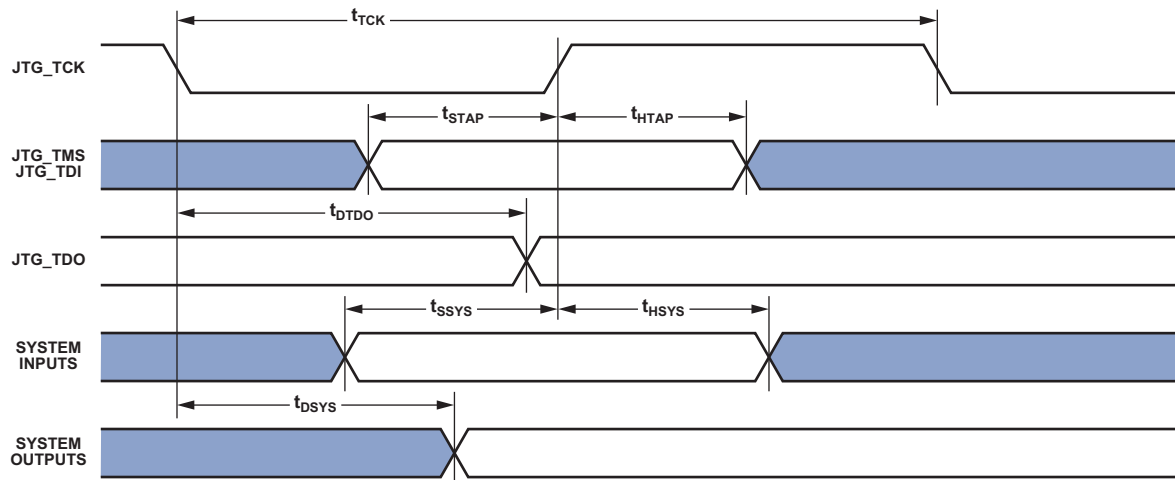 tTCK
JTG_TCK
tSTAP
tHTAP
JTG_TMS
JTG_TDI
tDTDO
JTG_TDO
tSSYS
tHSYS
SYSTEM
INPUTS
tDSYS
SYSTEM
OUTPUTS